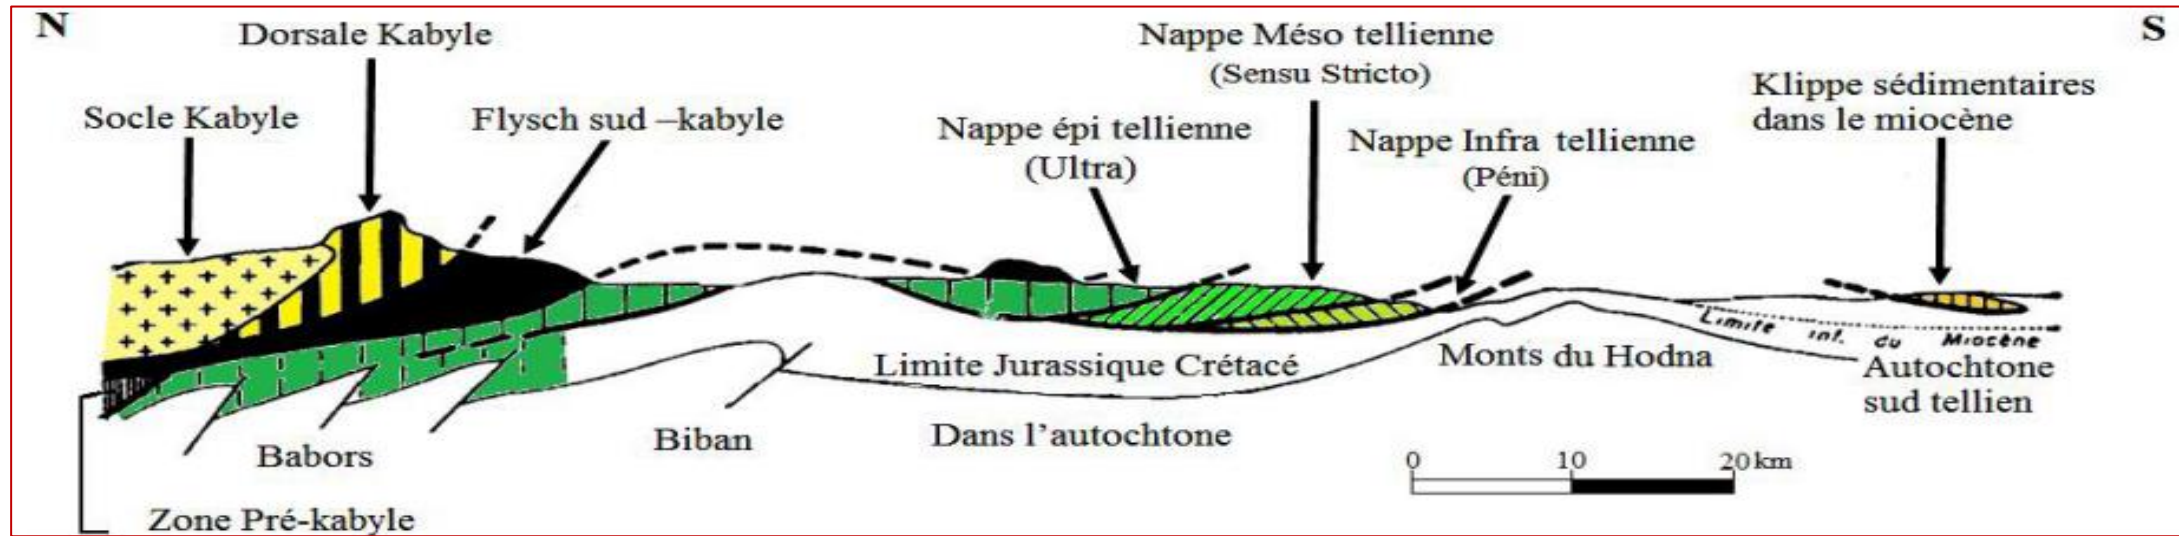 N
S
Dorsale Kabyle
Nappe Méso tellienne
(Sensu Stricto)
Klippe sédimentaires
dans le miocène
Socle Kabyle
Flysch sud –kabyle
Nappe épi tellienne
(Ultra)
Nappe Infra tellienne
(Péni)
Limite inf. du Miocène
Limite Jurassique Crétacé
Monts du Hodna
Autochtone
sud tellien
Babors
Biban
Dans l'autochtone
0 10 20 km
Zone Pré-kabyle